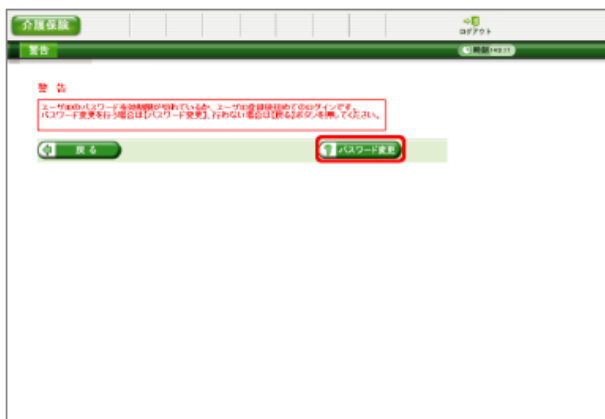 介護保険
ログアウト
警告
時刻 14:21
警 告
ユーザIDのパスワード有効期限が切れているか、ユーザID登録後初めてのログインです。
パスワード変更を行う場合は【パスワード変更】、行わない場合は【戻る】ボタンを押してください。
戻る
パスワード変更